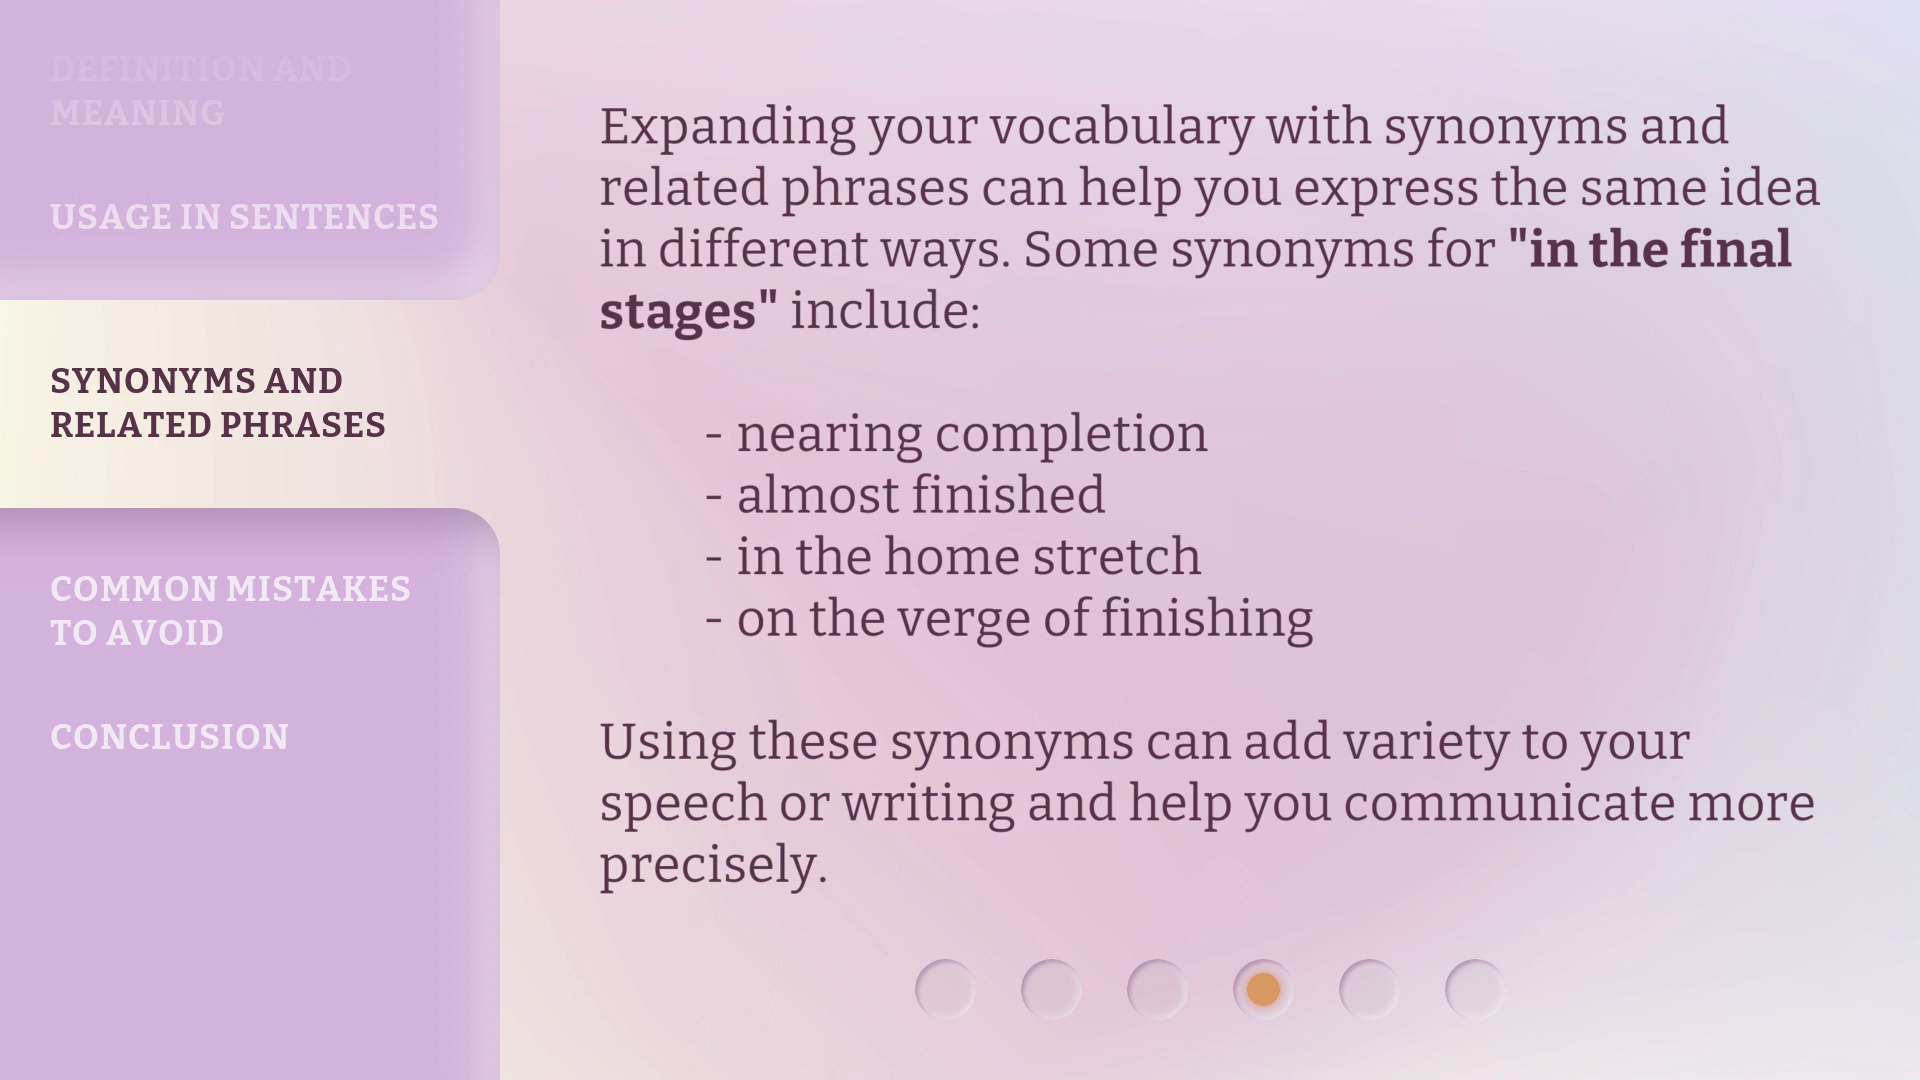 DEFINITION AND
MEANING
USAGE IN SENTENCES
SYNONYMS AND
RELATED PHRASES
COMMON MISTAKES
TO AVOID
CONCLUSION
Expanding your vocabulary with synonyms and
related phrases can help you express the same idea
in different ways. Some synonyms for "in the final
stages" include:
- nearing completion
- almost finished
- in the home stretch
- on the verge of finishing
Using these synonyms can add variety to your
speech or writing and help you communicate more
precisely.